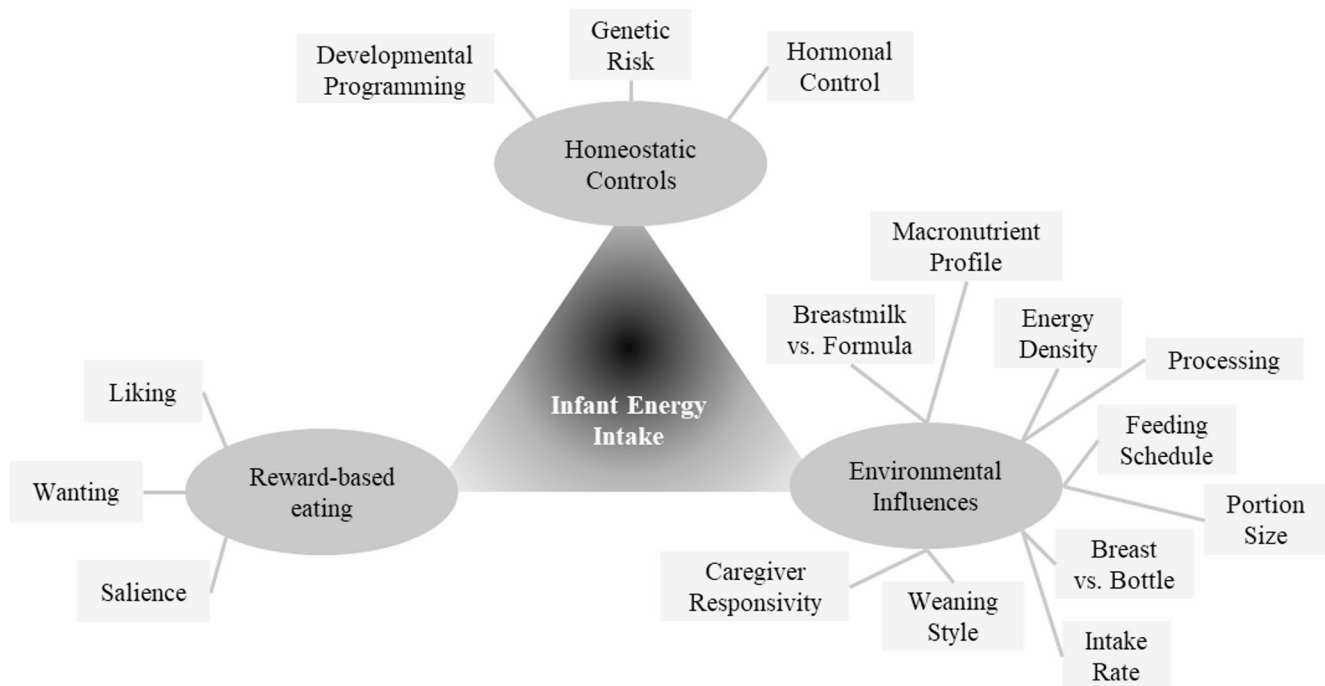 Developmental
Programming
Genetic
Risk
Hormonal
Control
Homeostatic
Controls
Macronutrient
Profile
Breastmilk
vs. Formula
Energy
Density
Processing
Infant Energy
Intake
Liking
Wanting
Salience
Reward-based
eating
Environmental
Influences
Feeding
Schedule
Portion
Size
Breast
vs. Bottle
Caregiver
Responsivity
Weaning
Style
Intake
Rate